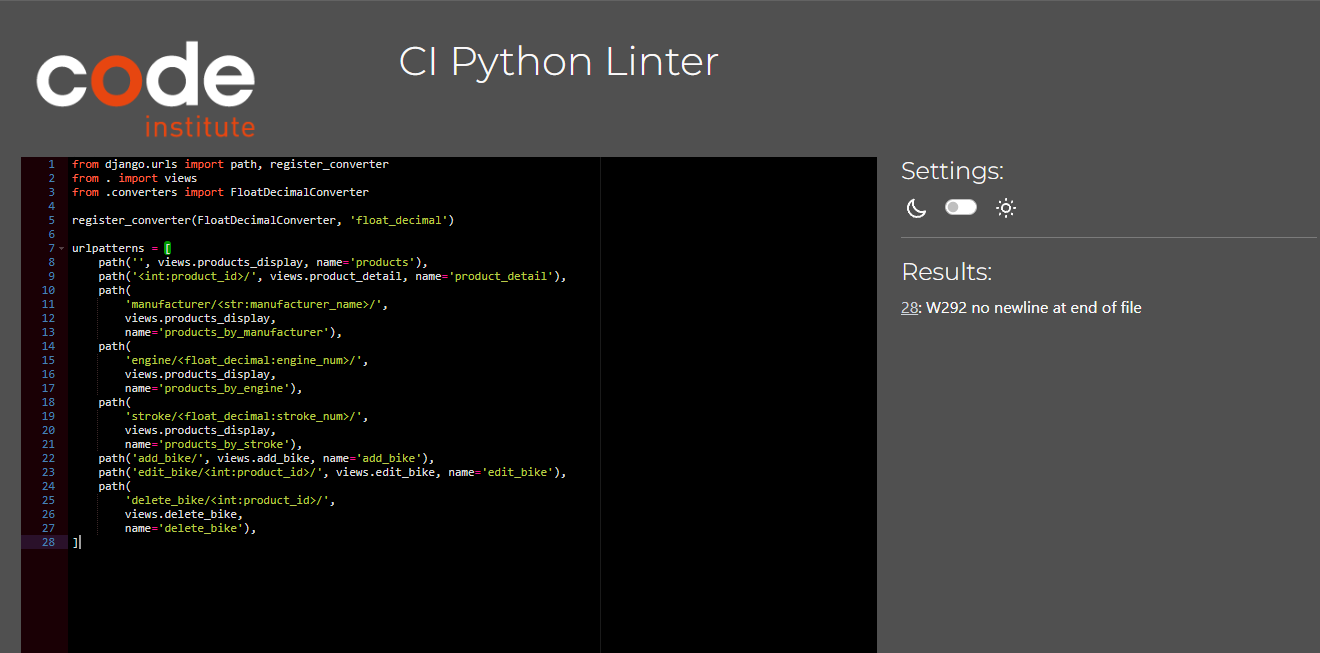 code
institute
CI Python Linter
1 from django.urls import path, register_converter
2 from . import views
3 from .converters import FloatDecimalConverter
4
5 register_converter(FloatDecimalConverter, 'float_decimal')
6
7 urlpatterns = [
8     path('', views.products_display, name='products'),
9     path('<int:product_id>/', views.product_detail, name='product_detail'),
10     path(
11         'manufacturer/<str:manufacturer_name>/',
12         views.products_display,
13         name='products_by_manufacturer'),
14     path(
15         'engine/<float_decimal:engine_num>/',
16         views.products_display,
17         name='products_by_engine'),
18     path(
19         'stroke/<float_decimal:stroke_num>/',
20         views.products_display,
21         name='products_by_stroke'),
22     path('add_bike/', views.add_bike, name='add_bike'),
23     path('edit_bike/<int:product_id>/', views.edit_bike, name='edit_bike'),
24     path(
25         'delete_bike/<int:product_id>/',
26         views.delete_bike,
27         name='delete_bike'),
28 ]
Settings:
Results:
28: W292 no newline at end of file